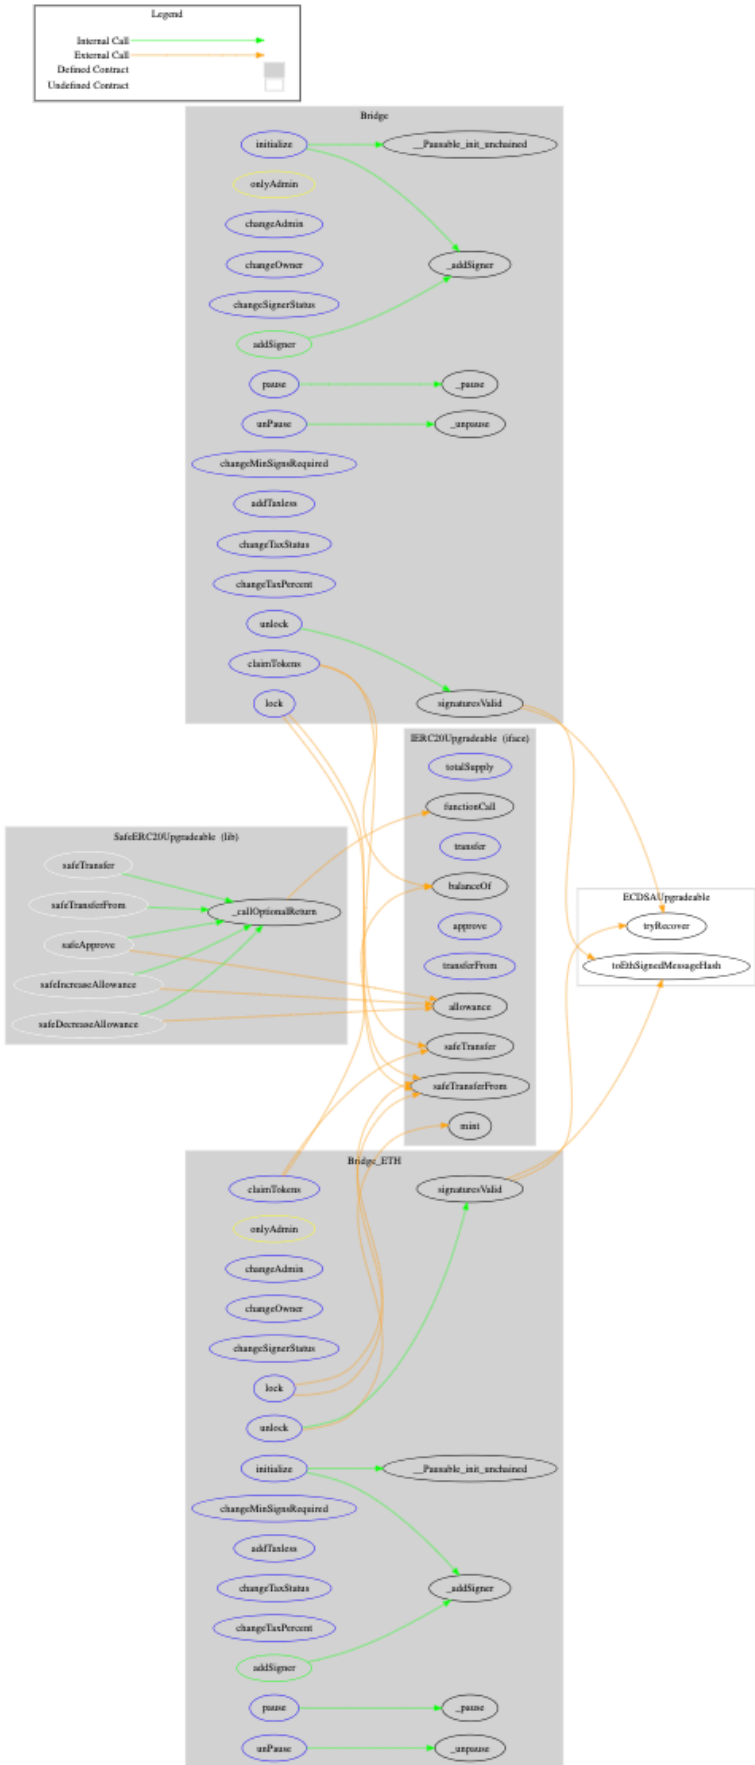 Legend
Internal Call
External Call
Defined Contract
Undefined Contract
Bridge
initialize
__Pausable_init_unchained
onlyAdmin
changeAdmin
changeOwner
_addSigner
changeSignerStatus
addSigner
pause
_pause
unPause
_unpause
changeMinSignsRequired
addTaxless
changeTaxStatus
changeTaxPercent
unlock
claimTokens
lock
signaturesValid
IERC20Upgradeable (iface)
totalSupply
functionCall
transfer
balanceOf
approve
transferFrom
allowance
safeTransfer
safeTransferFrom
mint
SafeERC20Upgradeable (lib)
safeTransfer
safeTransferFrom
_callOptionalReturn
safeApprove
safeIncreaseAllowance
safeDecreaseAllowance
ECDSAUpgradeable
tryRecover
toEthSignedMessageHash
Bridge_ETH
claimTokens
signaturesValid
onlyAdmin
changeAdmin
changeOwner
changeSignerStatus
lock
unlock
initialize
__Pausable_init_unchained
changeMinSignsRequired
addTaxless
changeTaxStatus
_addSigner
changeTaxPercent
addSigner
pause
_pause
unPause
_unpause